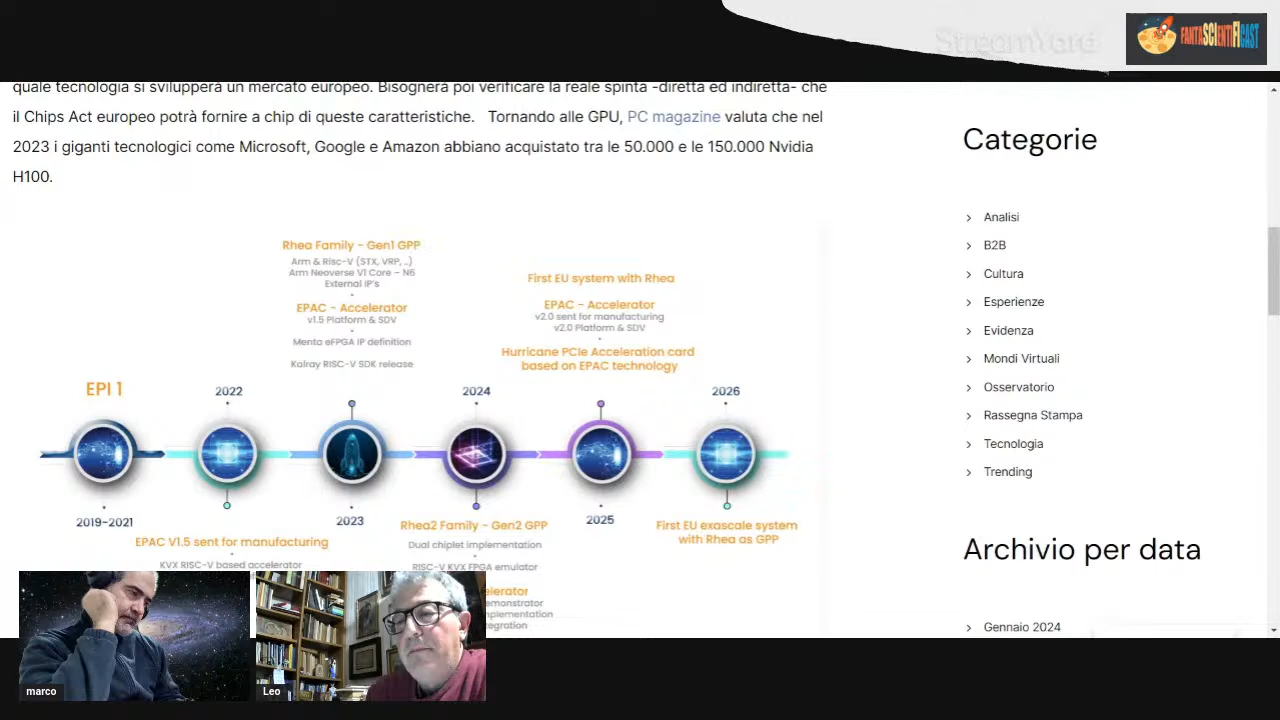 StreamYard
FANTASCIENTIFICAST
quale tecnologia si svilupperà un mercato europeo. Bisognerà poi verificare la reale spinta -diretta ed indiretta- che
il Chips Act europeo potrà fornire a chip di queste caratteristiche. Tornando alle GPU, PC magazine valuta che nel
2023 i giganti tecnologici come Microsoft, Google e Amazon abbiano acquistato tra le 50.000 e le 150.000 Nvidia
H100.
Rhea Family - Gen1 GPP
Arm & Risc-V (STX, VRP, ..)
Arm Neoverse V1 Core – N6
External IP's
EPAC - Accelerator
v1.5 Platform & SDV
Menta eFPGA IP definition
Kalray RISC-V SDK release
First EU system with Rhea
EPAC - Accelerator
v2.0 sent for manufacturing
v2.0 Platform & SDV
Hurricane PCIe Acceleration card
based on EPAC technology
EPI 1
2022
2024
2026
2019-2021
2023
2025
EPAC V1.5 sent for manufacturing
KVX RISC-V based accelerator
Rhea2 Family - Gen2 GPP
Dual chiplet implementation
RISC-V KVX FPGA emulator
elerator
emonstrator
mplementation
tegration
First EU exascale system
with Rhea as GPP
Categorie
Analisi
B2B
Cultura
Esperienze
Evidenza
Mondi Virtuali
Osservatorio
Rassegna Stampa
Tecnologia
Trending
Archivio per data
Gennaio 2024
marco
Leo